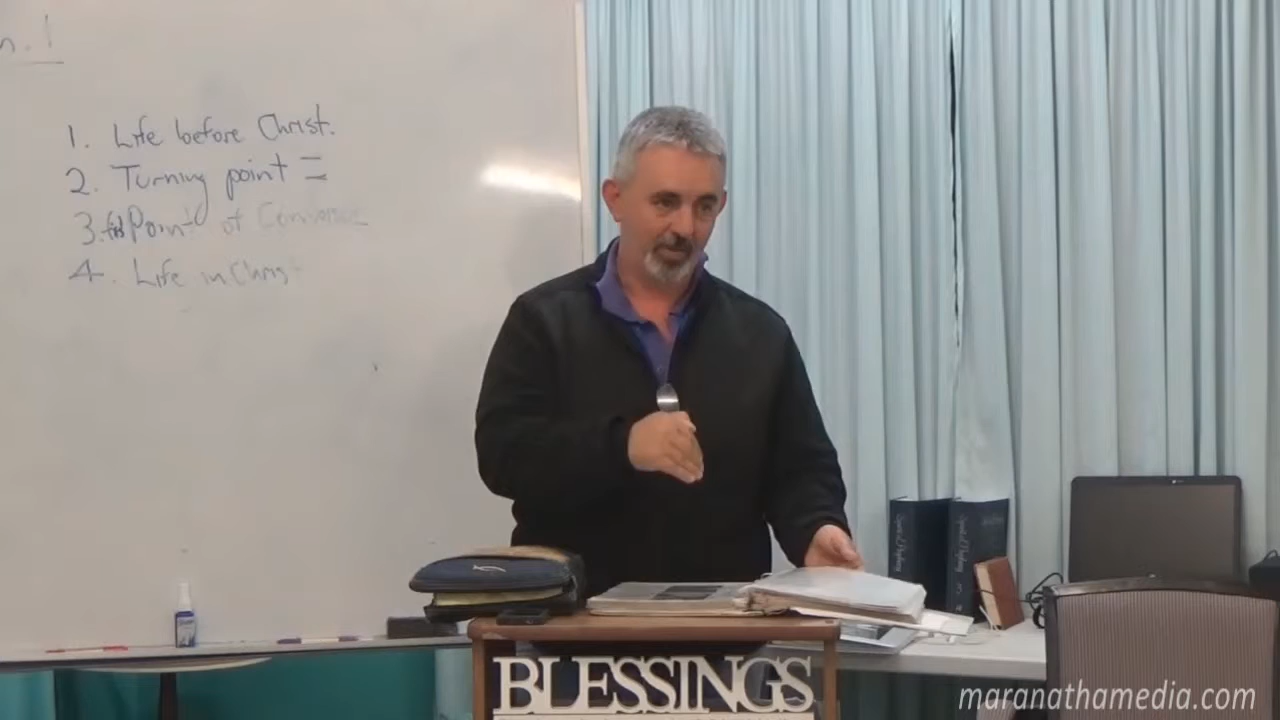 1. Life before Christ.
2. Turning point =
3. Point of Conversion
4. Life in Christ
BLESSINGS
maranathamedia.com